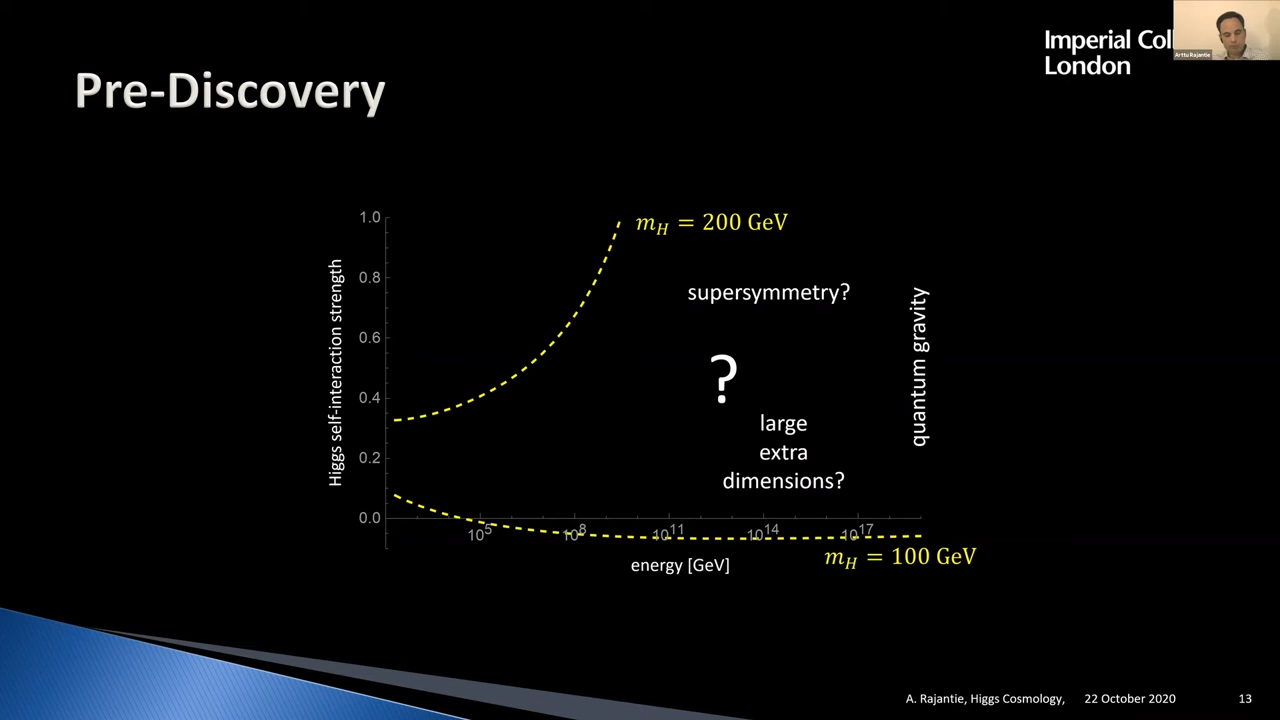 Imperial Col
London
Arttu Rajantie
Pre-Discovery
1.0
0.8
0.6
0.4
0.2
0.0
Higgs self-interaction strength
m_H = 200 GeV
supersymmetry?
?
large
extra
dimensions?
quantum gravity
10^5
10^8
10^11
10^14
10^17
m_H = 100 GeV
energy [GeV]
A. Rajantie, Higgs Cosmology, 22 October 2020 13